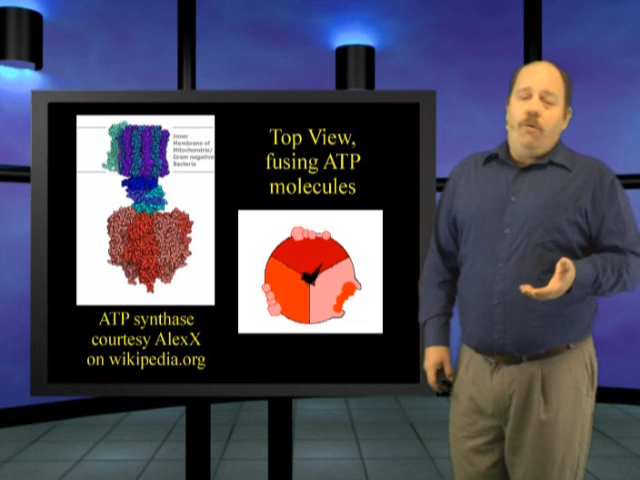 Inner
Membrane of
Mitochondria/
Gram negative
Bacteria
Top View,
fusing ATP
molecules
ATP synthase
courtesy AlexX
on wikipedia.org